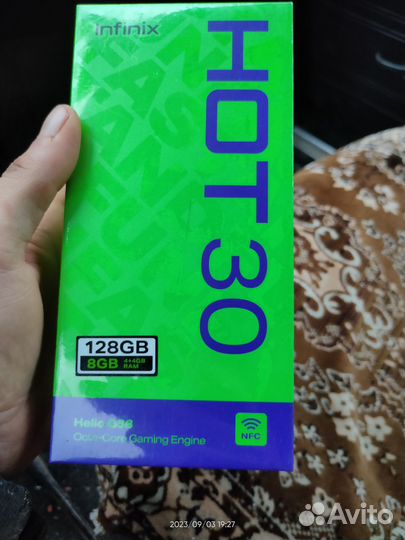 Infinix
HOT 30
128GB
8GB 4+4GB RAM
Helio G88
Octa-Core Gaming Engine
NFC
2023/09/03 19:27
Avito